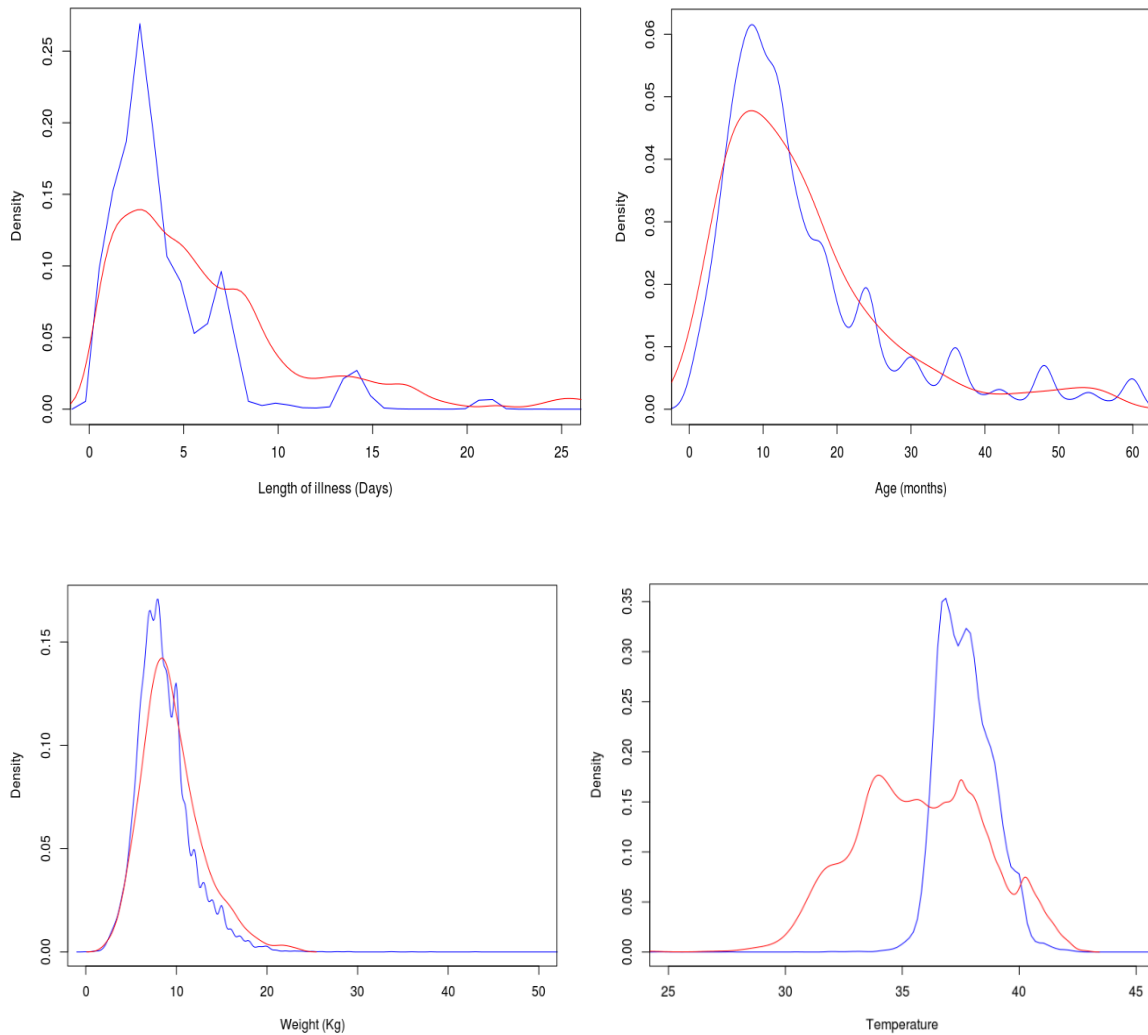 Density
0.00 0.05 0.10 0.15 0.20 0.25
0 5 10 15 20 25
Length of illness (Days)
Density
0.00 0.01 0.02 0.03 0.04 0.05 0.06
0 10 20 30 40 50 60
Age (months)
Density
0.00 0.05 0.10 0.15
0 10 20 30 40 50
Weight (Kg)
Density
0.00 0.05 0.10 0.15 0.20 0.25 0.30 0.35
25 30 35 40 45
Temperature